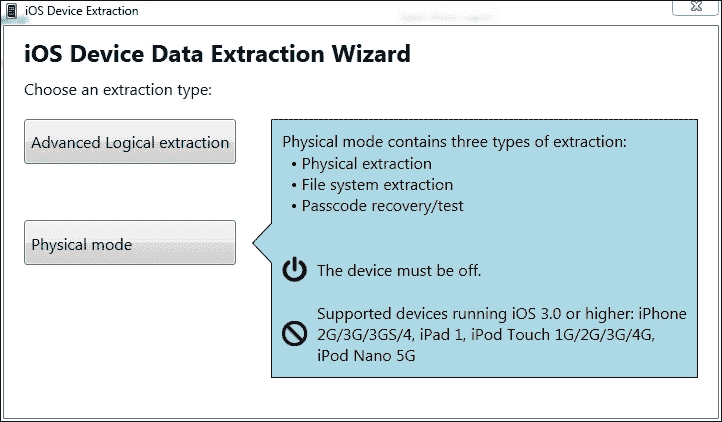 iOS Device Extraction
iOS Device Data Extraction Wizard
Choose an extraction type:
Advanced Logical extraction
Physical mode
Physical mode contains three types of extraction:
• Physical extraction
• File system extraction
• Passcode recovery/test
The device must be off.
Supported devices running iOS 3.0 or higher: iPhone
2G/3G/3GS/4, iPad 1, iPod Touch 1G/2G/3G/4G,
iPod Nano 5G